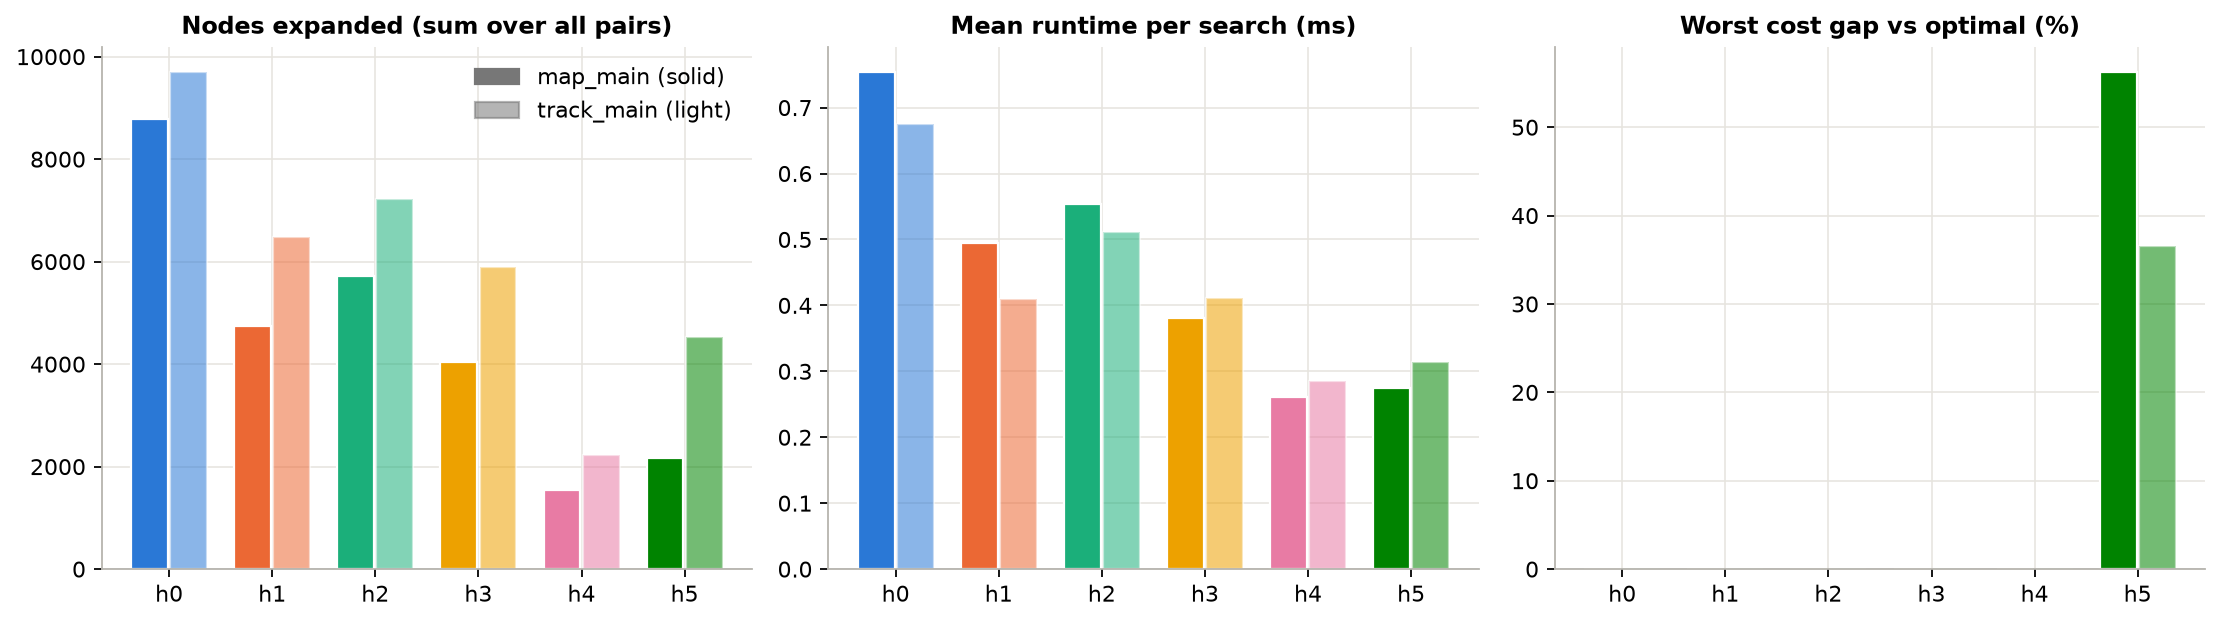 Nodes expanded (sum over all pairs)
10000
8000
6000
4000
2000
0
h0 h1 h2 h3 h4 h5
map_main (solid)
track_main (light)
Mean runtime per search (ms)
0.7
0.6
0.5
0.4
0.3
0.2
0.1
0.0
h0 h1 h2 h3 h4 h5
Worst cost gap vs optimal (%)
50
40
30
20
10
0
h0 h1 h2 h3 h4 h5